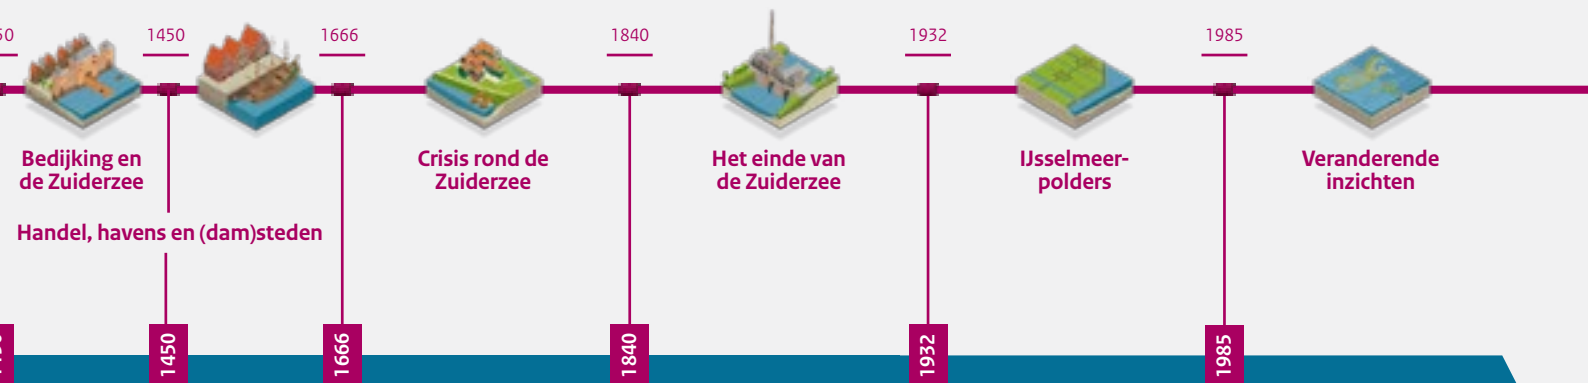 1450
1666
1840
1932
1985
Bedijking en
de Zuiderzee
Crisis rond de
Zuiderzee
Het einde van
de Zuiderzee
IJsselmeer-
polders
Veranderende
inzichten
Handel, havens en (dam)steden
1450
1666
1840
1932
1985